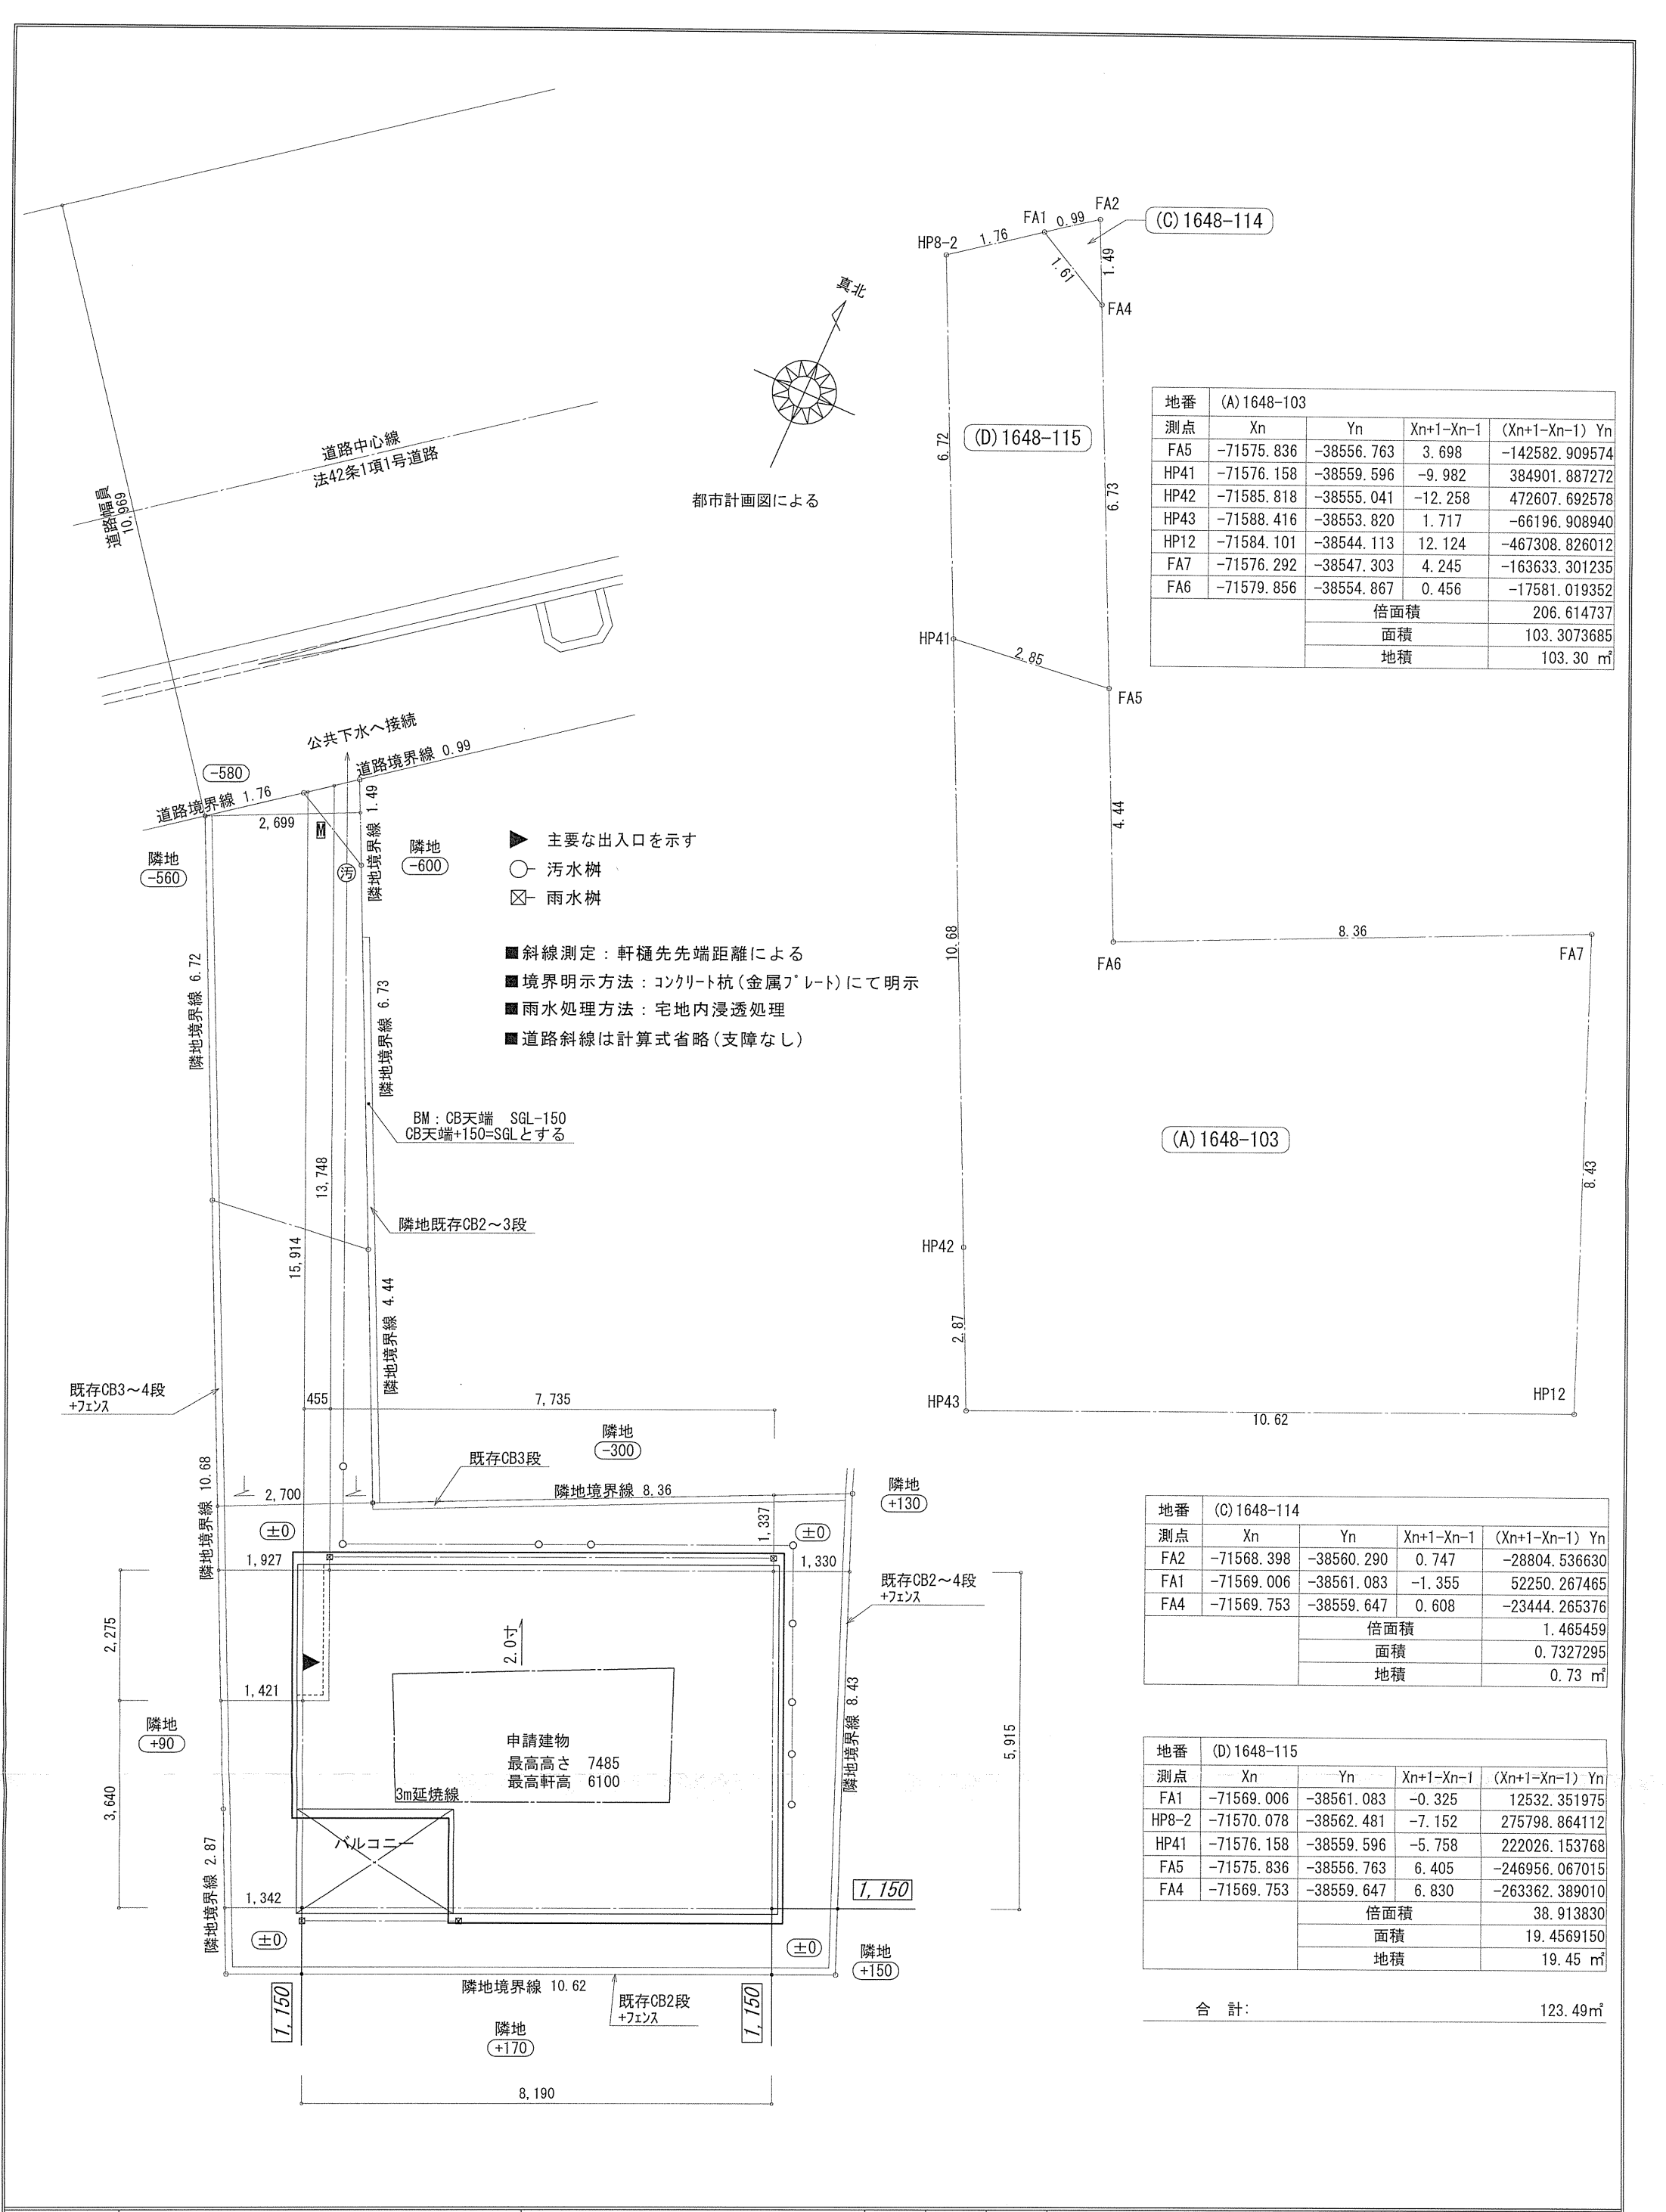 FA2
FA1
0.99
(C)1648-114
HP8-2
1.76
1.61
1.49
FA4
真北
都市計画図による
6.72
(D)1648-115
6.73
HP41
2.85
FA5
10.68
4.44
FA6
8.36
FA7
(A)1648-103
8.43
HP42
2.87
HP43
10.62
HP12
道路中心線
法42条1項1号道路
道路幅員
10,969
公共下水へ接続
道路境界線 0.99
-580
道路境界線 1.76
2,699
M
汚
隣地境界線 1.49
隣地
-600
隣地
-560
主要な出入口を示す
汚水桝
雨水桝
■斜線測定：軒樋先先端距離による
■境界明示方法：ｺﾝｸﾘｰﾄ杭(金属ﾌﾟﾚｰﾄ)にて明示
■雨水処理方法：宅地内浸透処理
■道路斜線は計算式省略(支障なし)
隣地境界線 6.72
隣地境界線 6.73
BM：CB天端 SGL-150
CB天端+150=SGLとする
13,748
15,914
隣地既存CB2～3段
隣地境界線 4.44
既存CB3～4段
+ﾌｪﾝｽ
455
7,735
隣地
-300
既存CB3段
隣地境界線 10.68
2,700
隣地境界線 8.36
隣地
+130
±0
1,337
±0
1,927
1,330
既存CB2～4段
+ﾌｪﾝｽ
2,275
2.0寸
1,421
隣地境界線 8.43
隣地
+90
申請建物
最高高さ 7485
最高軒高 6100
3m延焼線
5,915
3,640
バルコニー
隣地境界線 2.87
1,342
1,150
±0
±0
隣地
+150
隣地境界線 10.62
1,150
1,150
既存CB2段
+ﾌｪﾝｽ
隣地
+170
8,190
地番 (A)1648-103
測点 Xn Yn Xn+1-Xn-1 (Xn+1-Xn-1) Yn
FA5 -71575.836 -38556.763 3.698 -142582.909574
HP41 -71576.158 -38559.596 -9.982 384901.887272
HP42 -71585.818 -38555.041 -12.258 472607.692578
HP43 -71588.416 -38553.820 1.717 -66196.908940
HP12 -71584.101 -38544.113 12.124 -467308.826012
FA7 -71576.292 -38547.303 4.245 -163633.301235
FA6 -71579.856 -38554.867 0.456 -17581.019352
倍面積 206.614737
面積 103.3073685
地積 103.30 ㎡
地番 (C)1648-114
測点 Xn Yn Xn+1-Xn-1 (Xn+1-Xn-1) Yn
FA2 -71568.398 -38560.290 0.747 -28804.536630
FA1 -71569.006 -38561.083 -1.355 52250.267465
FA4 -71569.753 -38559.647 0.608 -23444.265376
倍面積 1.465459
面積 0.7327295
地積 0.73 ㎡
地番 (D)1648-115
測点 Xn Yn Xn+1-Xn-1 (Xn+1-Xn-1) Yn
FA1 -71569.006 -38561.083 -0.325 12532.351975
HP8-2 -71570.078 -38562.481 -7.152 275798.864112
HP41 -71576.158 -38559.596 -5.758 222026.153768
FA5 -71575.836 -38556.763 6.405 -246956.067015
FA4 -71569.753 -38559.647 6.830 -263362.389010
倍面積 38.913830
面積 19.4569150
地積 19.45 ㎡
合 計: 123.49㎡